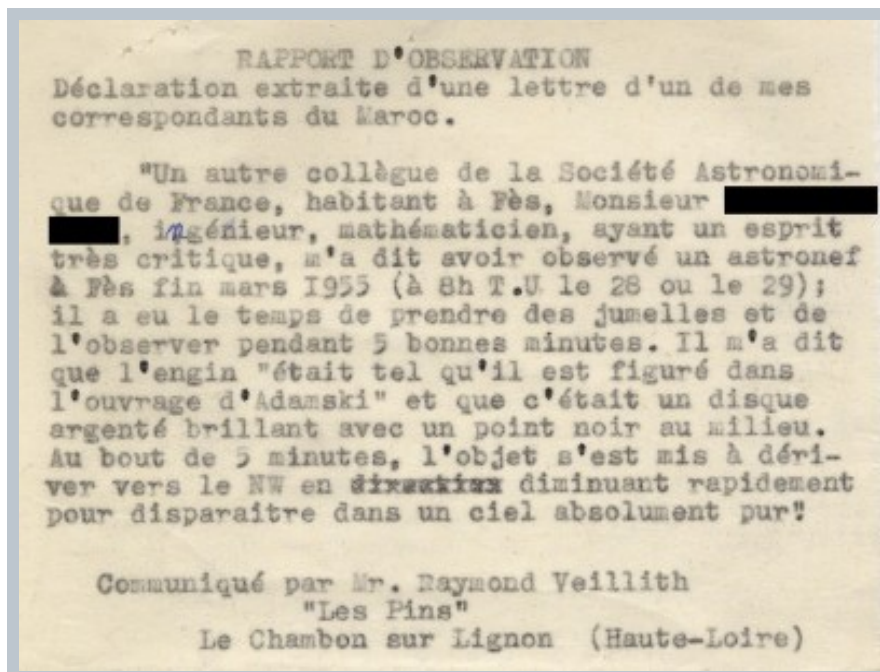 RAPPORT D'OBSERVATION
Déclaration extraite d'une lettre d'un de mes
correspondants du Maroc.
"Un autre collègue de la Société Astronomi-
que de France, habitant à Fès, Monsieur
, ingénieur, mathématicien, ayant un esprit
très critique, m'a dit avoir observé un astronef
à Fès fin mars I955 (à 8h T.U le 28 ou le 29);
il a eu le temps de prendre des jumelles et de
l'observer pendant 5 bonnes minutes. Il m'a dit
que l'engin "était tel qu'il est figuré dans
l'ouvrage d'Adamski" et que c'était un disque
argenté brillant avec un point noir au milieu.
Au bout de 5 minutes, l'objet s'est mis à déri-
ver vers le NW en diminuant rapidement
pour disparaitre dans un ciel absolument pur".
Communiqué par Mr. Raymond Veillith
"Les Pins"
Le Chambon sur Lignon (Haute-Loire)